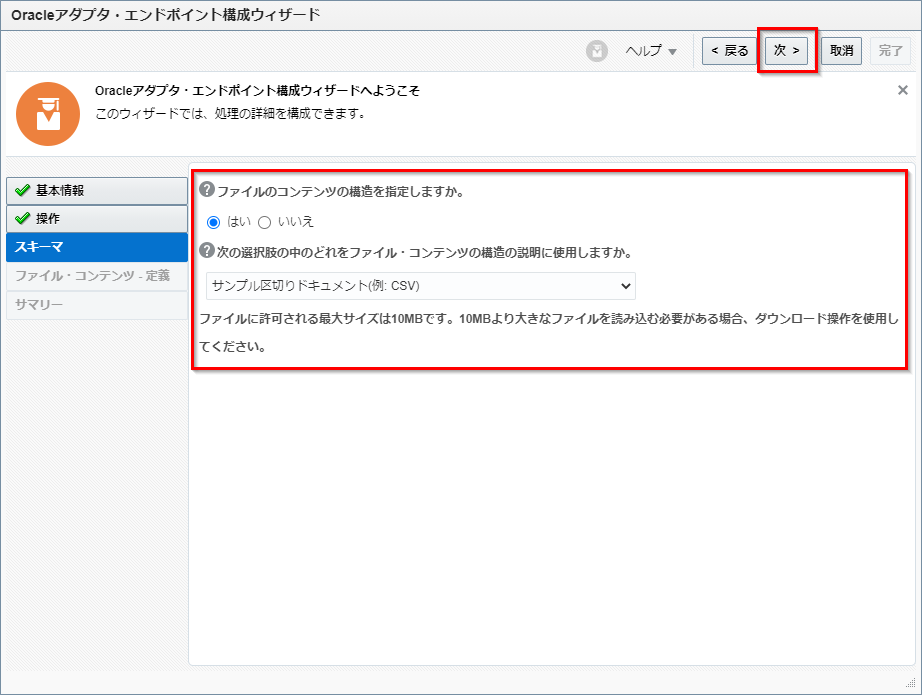 Oracleアダプタ・エンドポイント構成ウィザード
ヘルプ
< 戻る
次 >
取消
完了
Oracleアダプタ・エンドポイント構成ウィザードへようこそ
このウィザードでは、処理の詳細を構成できます。
基本情報
操作
スキーマ
ファイル・コンテンツ - 定義
サマリー
ファイルのコンテンツの構造を指定しますか。
はい いいえ
次の選択肢の中のどれをファイル・コンテンツの構造の説明に使用しますか。
サンプル区切りドキュメント(例: CSV)
ファイルに許可される最大サイズは10MBです。10MBより大きなファイルを読み込む必要がある場合、ダウンロード操作を使用し
てください。